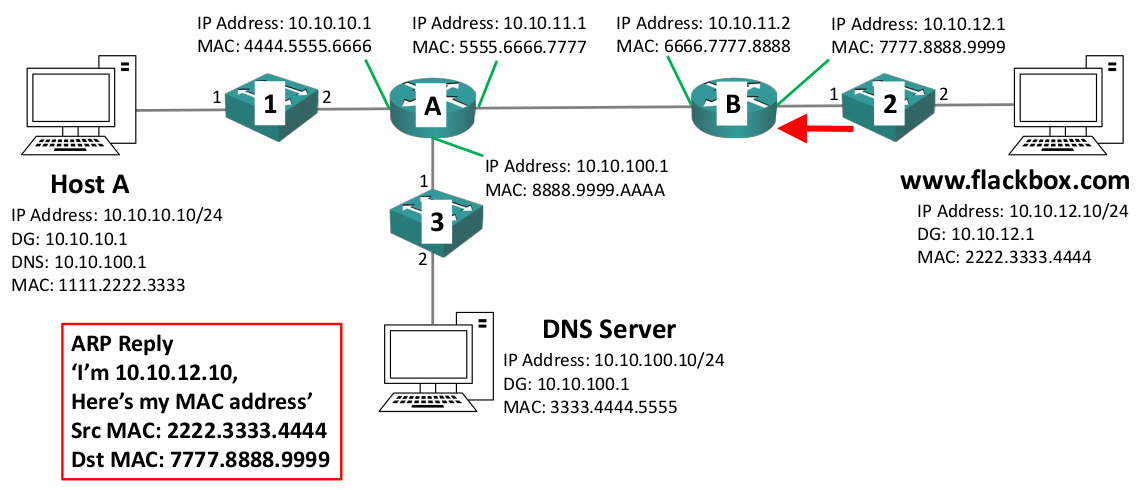 IP Address: 10.10.10.1
MAC: 4444.5555.6666
IP Address: 10.10.11.1
MAC: 5555.6666.7777
IP Address: 10.10.11.2
MAC: 6666.7777.8888
IP Address: 10.10.12.1
MAC: 7777.8888.9999
1
1
2
A
B
1
2
2
IP Address: 10.10.100.1
MAC: 8888.9999.AAAA
Host A
IP Address: 10.10.10.10/24
DG: 10.10.10.1
DNS: 10.10.100.1
MAC: 1111.2222.3333
1
3
2
www.flackbox.com
IP Address: 10.10.12.10/24
DG: 10.10.12.1
MAC: 2222.3333.4444
DNS Server
IP Address: 10.10.100.10/24
DG: 10.10.100.1
MAC: 3333.4444.5555
ARP Reply
‘I’m 10.10.12.10,
Here’s my MAC address’
Src MAC: 2222.3333.4444
Dst MAC: 7777.8888.9999